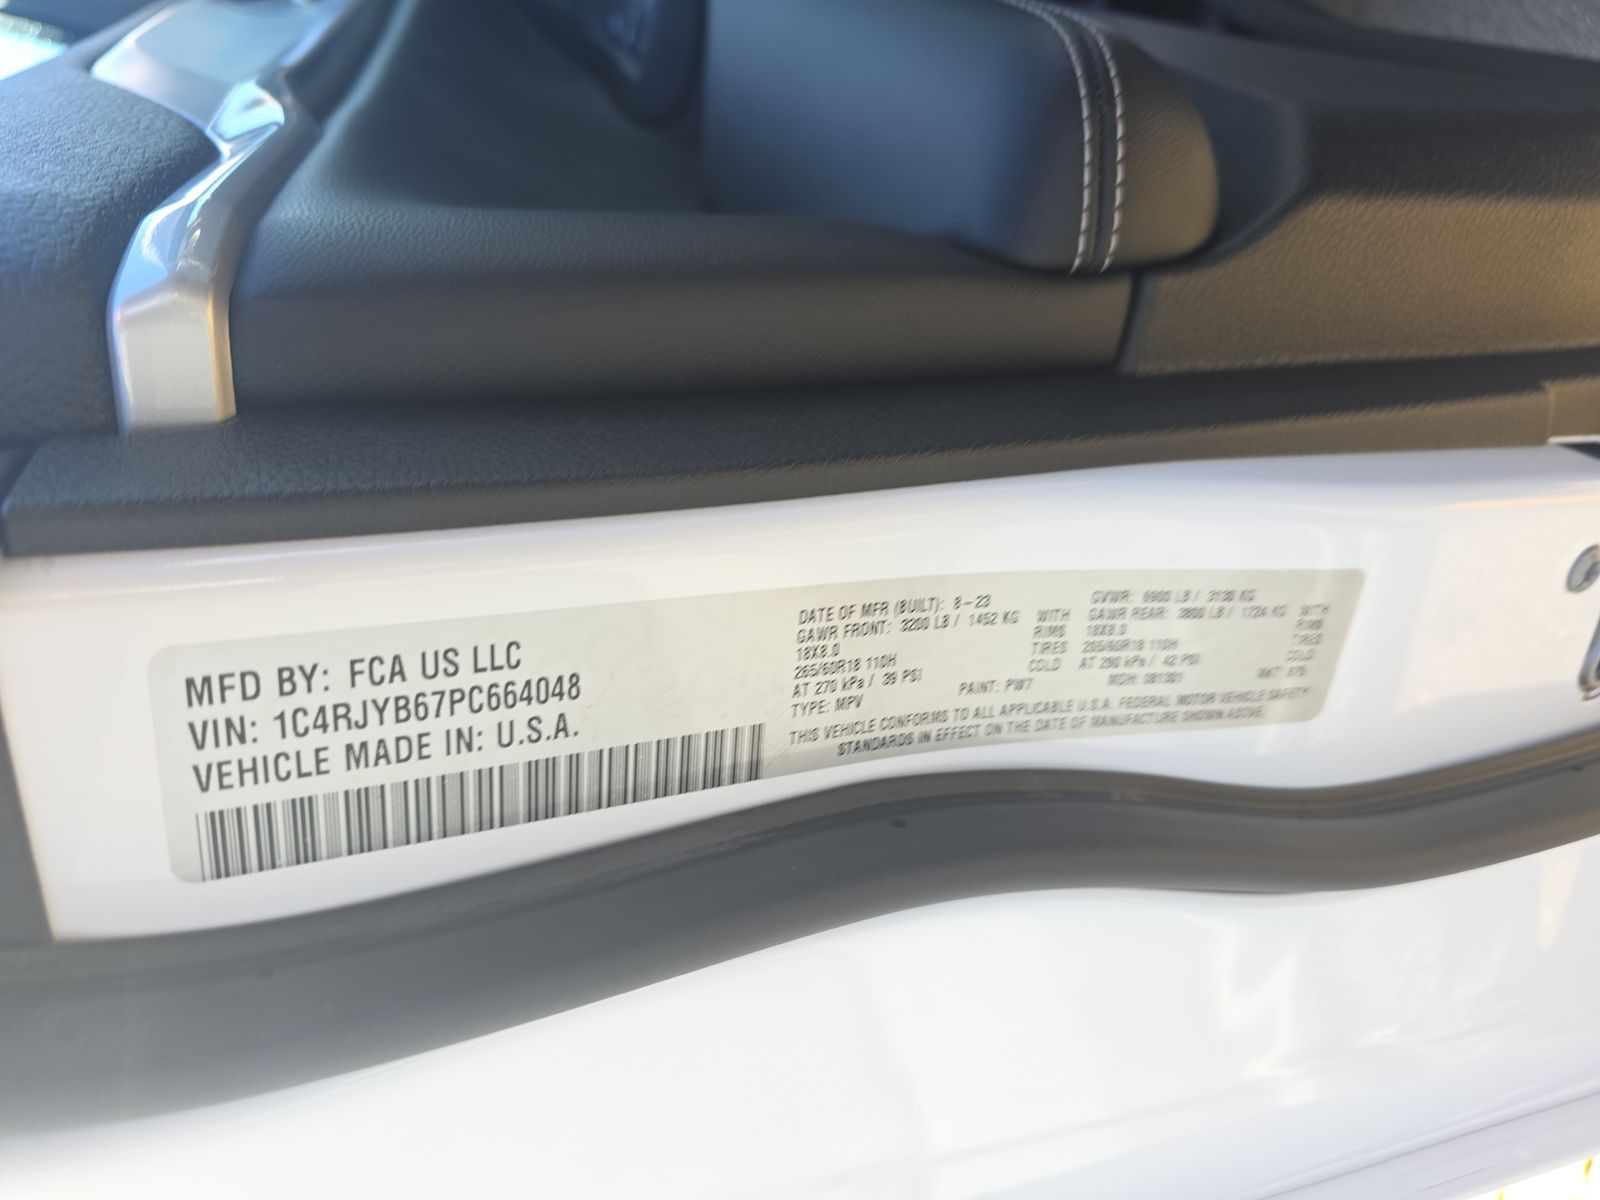 MFD BY: FCA US LLC
VIN: 1C4RJYB67PC664048
VEHICLE MADE IN: U.S.A.
DATE OF MFR (BUILT): 8-23
GAWR FRONT: 3200 LB / 1452 KG WITH
18X8.0 RIMS
265/60R18 110H TIRES
AT 270 kPa / 39 PSI COLD
TYPE: MPV PAINT: PW7
GVWR: 6900 LB / 3130 KG
GAWR REAR: 3800 LB / 1724 KG WITH
18X8.0 RIMS
265/60R18 110H TIRES
AT 290 kPa / 42 PSI COLD
MDH: 081301
THIS VEHICLE CONFORMS TO ALL APPLICABLE U.S.A. FEDERAL MOTOR VEHICLE SAFETY
STANDARDS IN EFFECT ON THE DATE OF MANUFACTURE SHOWN ABOVE.